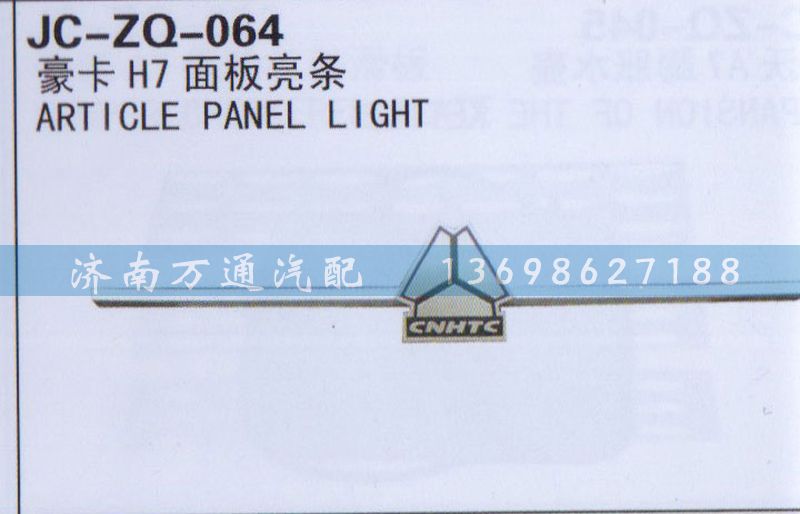 JC-ZQ-064
豪卡 H7 面板亮条
ARTICLE PANEL LIGHT
济南万通汽配 13698627188
CNHTC